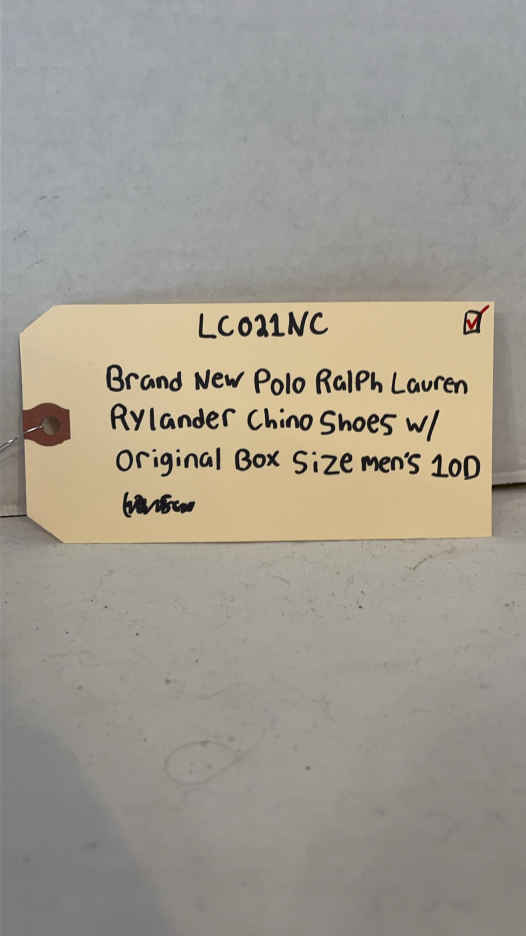 LC021NC
Brand New Polo Ralph Lauren
Rylander Chino Shoes w/
Original Box Size men's 10D